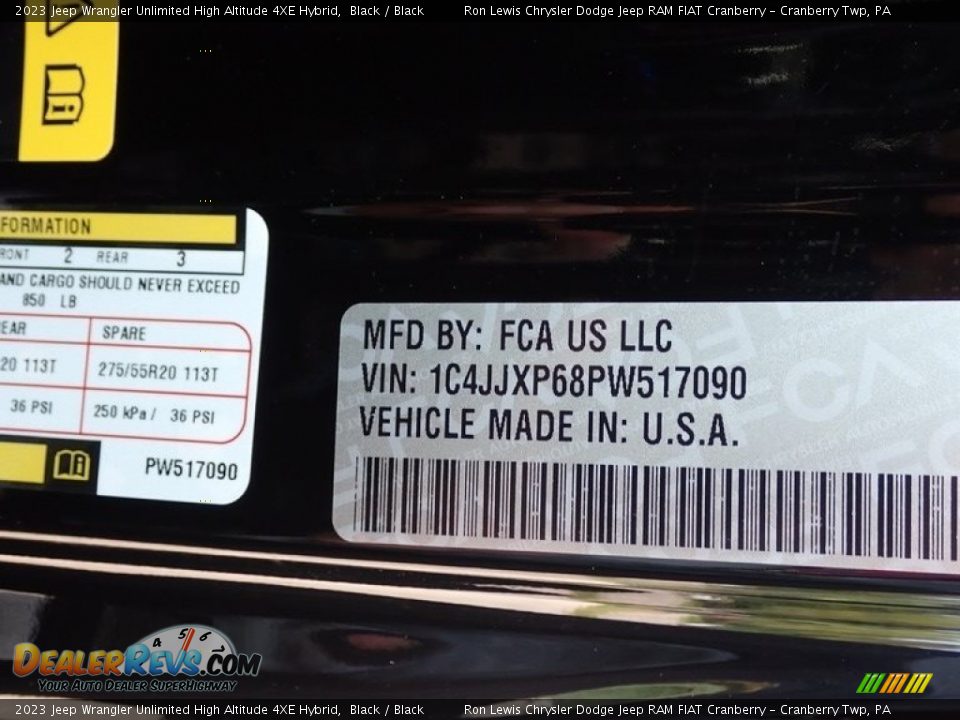 2023 Jeep Wrangler Unlimited High Altitude 4XE Hybrid, Black / Black Ron Lewis Chrysler Dodge Jeep RAM FIAT Cranberry - Cranberry Twp, PA
FORMATION
RONT 2 REAR 3
AND CARGO SHOULD NEVER EXCEED
850 LB
EAR SPARE
20 113T 275/55R20 113T
36 PSI 250 kPa / 36 PSI
PW517090
MFD BY: FCA US LLC
VIN: 1C4JJXP68PW517090
VEHICLE MADE IN: U.S.A.
4 5 6
DealerRevs.com
Your Auto Dealer SuperHighway
2023 Jeep Wrangler Unlimited High Altitude 4XE Hybrid, Black / Black Ron Lewis Chrysler Dodge Jeep RAM FIAT Cranberry - Cranberry Twp, PA